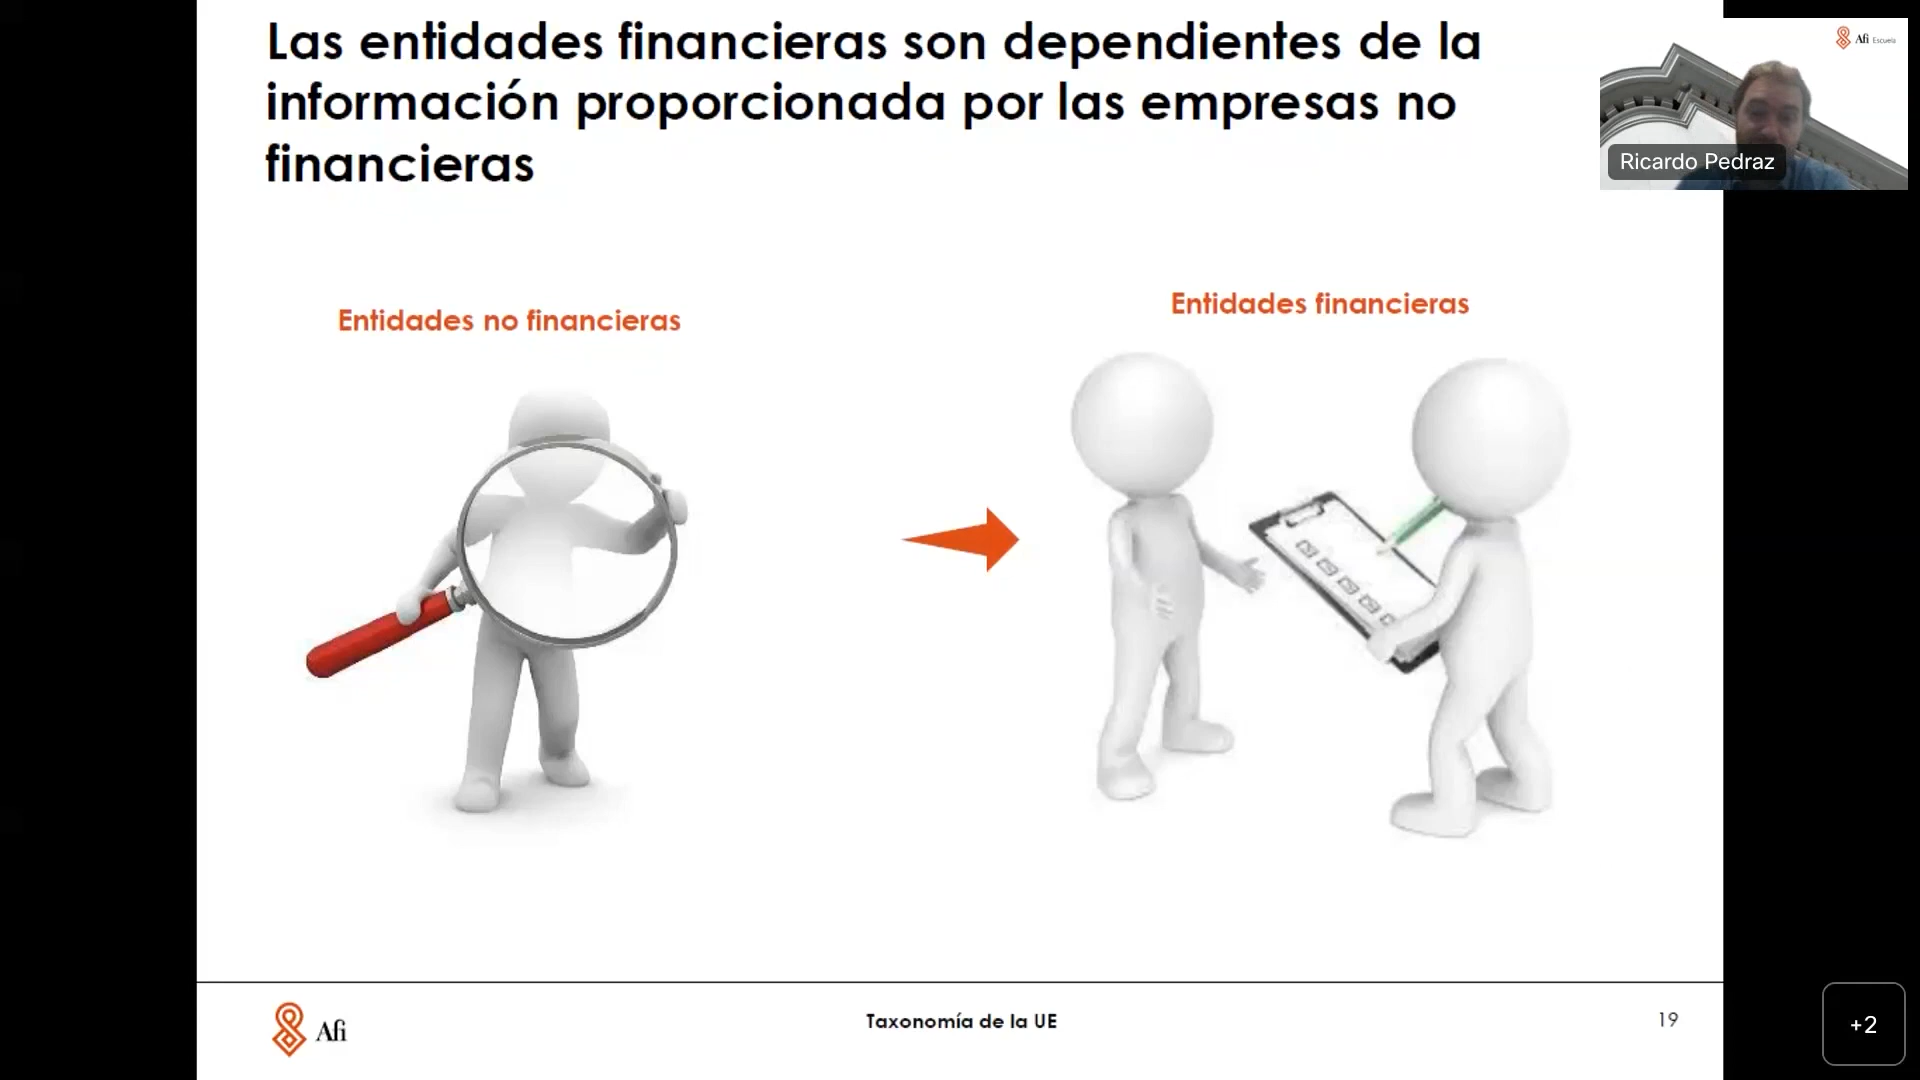 Las entidades financieras son dependientes de la
información proporcionada por las empresas no
financieras
Afi Escuela
Ricardo Pedraz
Entidades no financieras
Entidades financieras
Afi
Taxonomía de la UE
19
+2